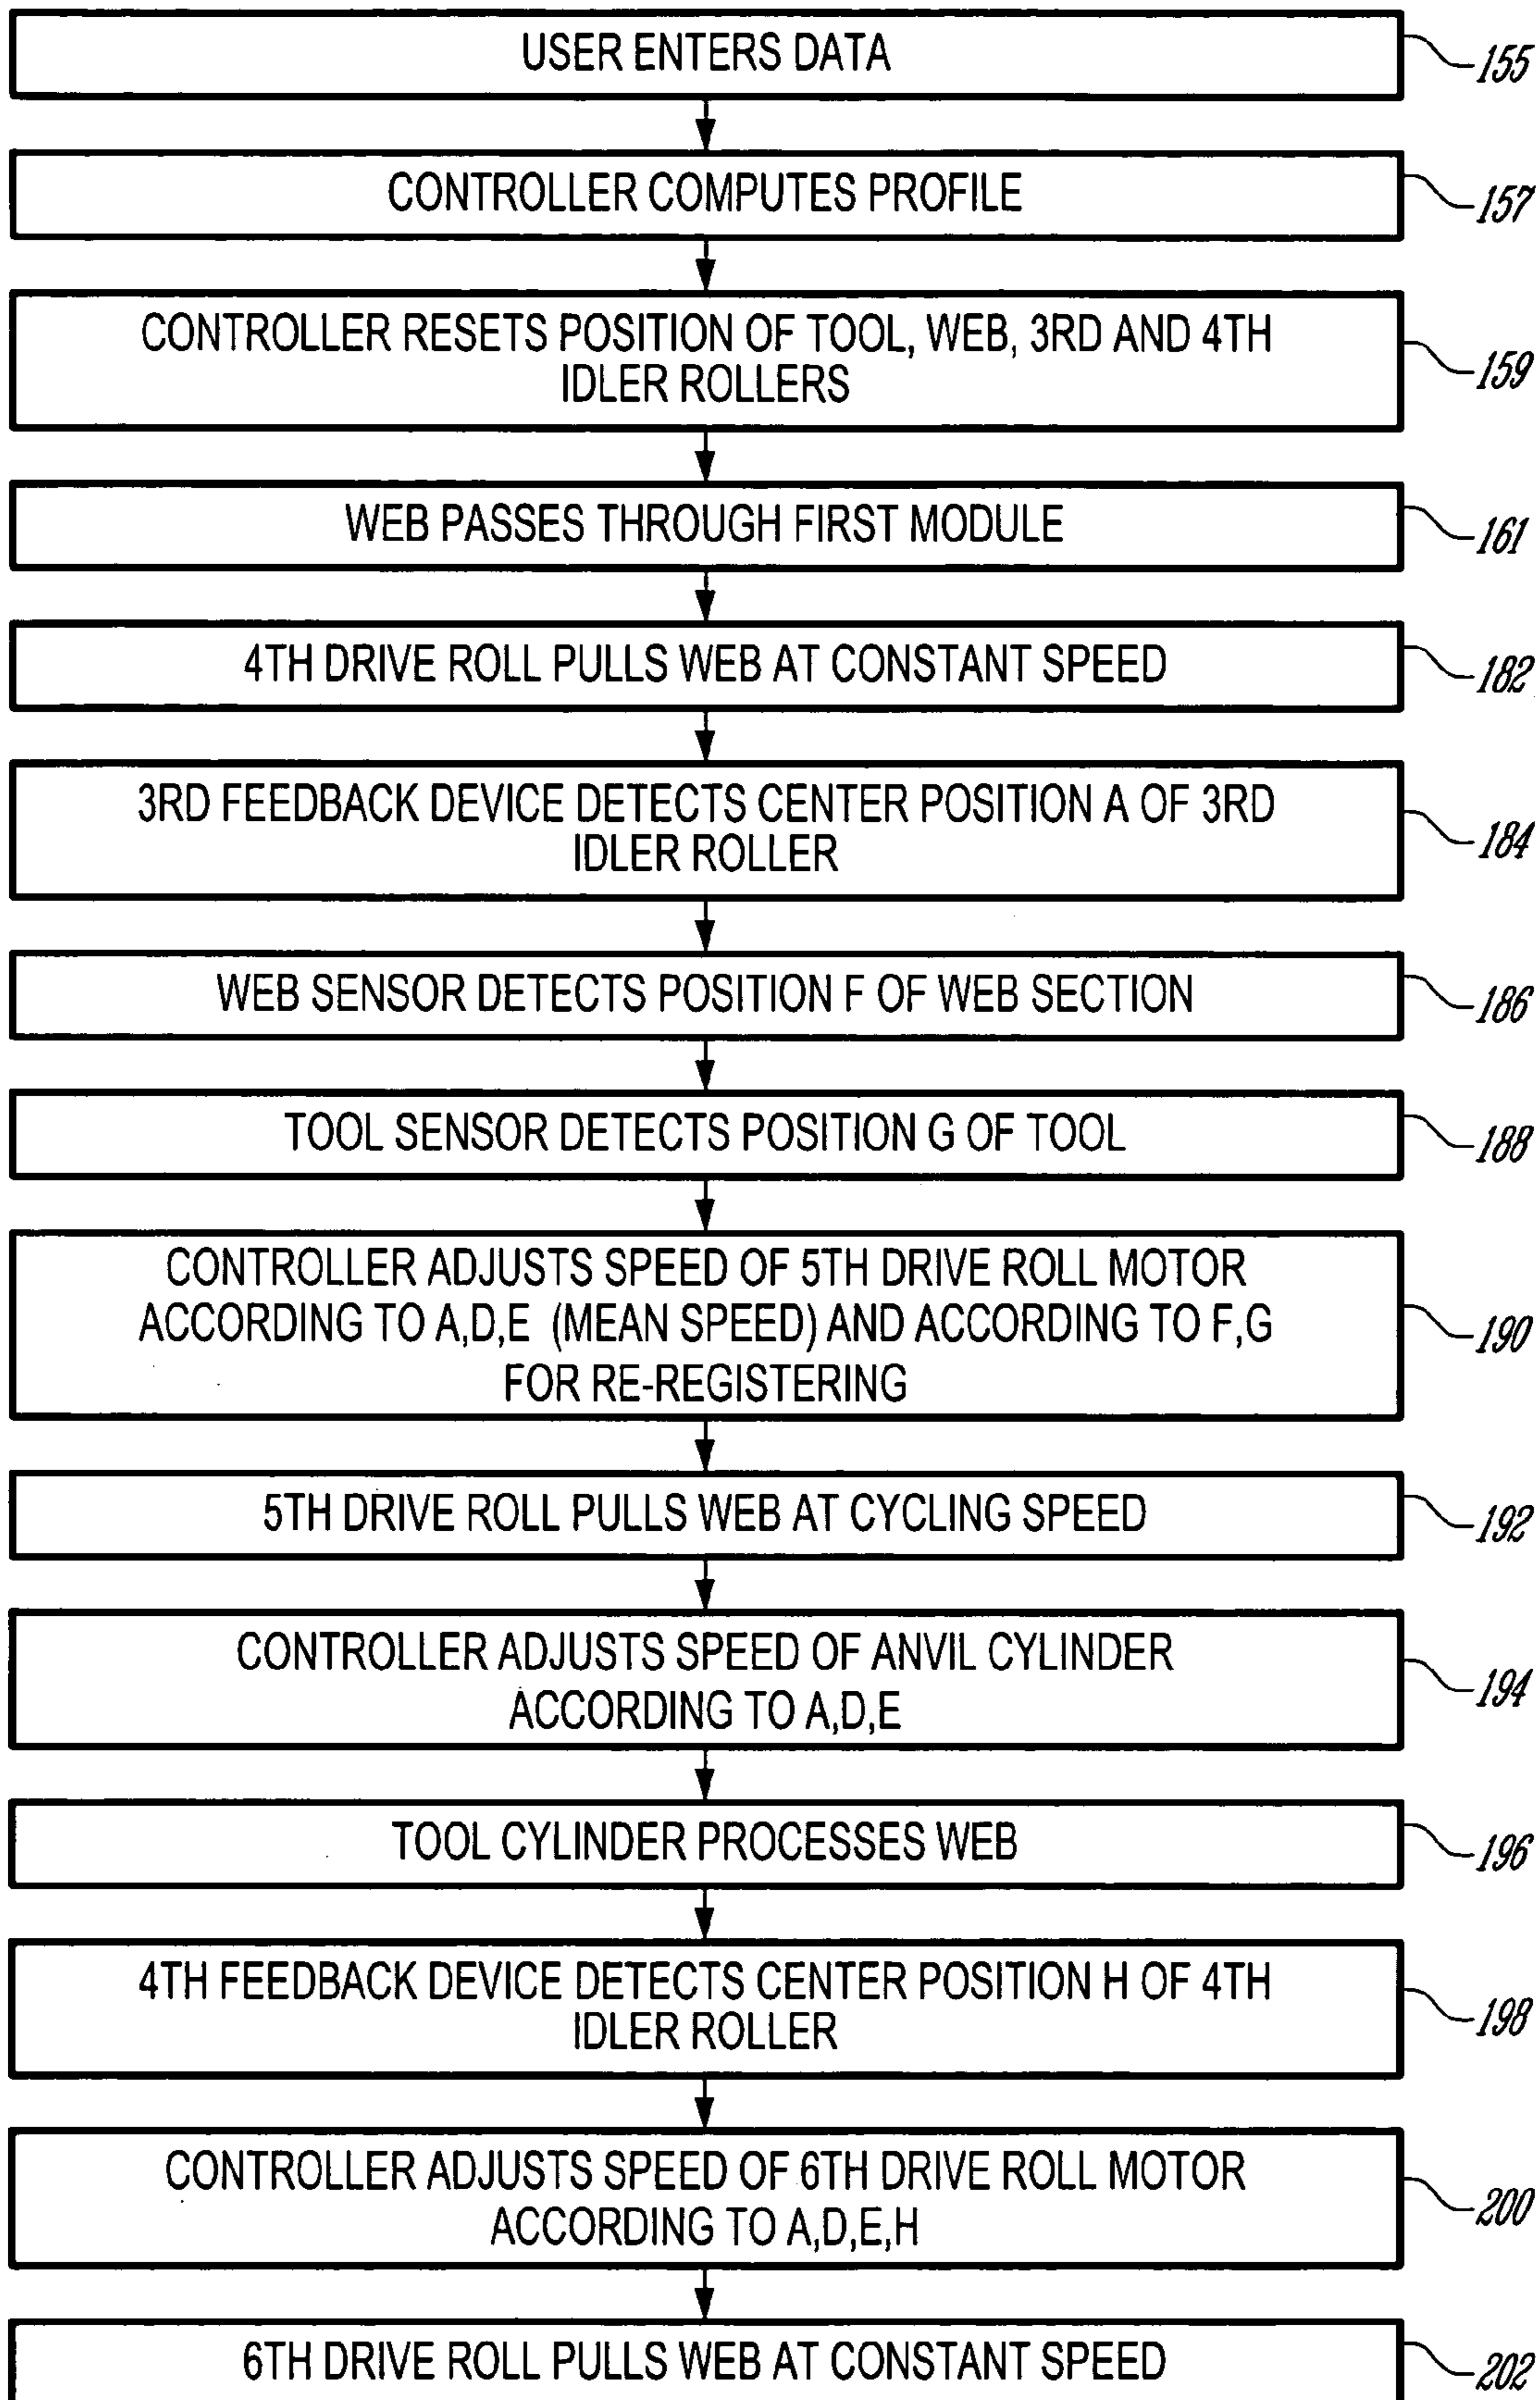 USER ENTERS DATA
155
CONTROLLER COMPUTES PROFILE
157
CONTROLLER RESETS POSITION OF TOOL, WEB, 3RD AND 4TH
IDLER ROLLERS
159
WEB PASSES THROUGH FIRST MODULE
161
4TH DRIVE ROLL PULLS WEB AT CONSTANT SPEED
182
3RD FEEDBACK DEVICE DETECTS CENTER POSITION A OF 3RD
IDLER ROLLER
184
WEB SENSOR DETECTS POSITION F OF WEB SECTION
186
TOOL SENSOR DETECTS POSITION G OF TOOL
188
CONTROLLER ADJUSTS SPEED OF 5TH DRIVE ROLL MOTOR
ACCORDING TO A,D,E (MEAN SPEED) AND ACCORDING TO F,G
FOR RE-REGISTERING
190
5TH DRIVE ROLL PULLS WEB AT CYCLING SPEED
192
CONTROLLER ADJUSTS SPEED OF ANVIL CYLINDER
ACCORDING TO A,D,E
194
TOOL CYLINDER PROCESSES WEB
196
4TH FEEDBACK DEVICE DETECTS CENTER POSITION H OF 4TH
IDLER ROLLER
198
CONTROLLER ADJUSTS SPEED OF 6TH DRIVE ROLL MOTOR
ACCORDING TO A,D,E,H
200
6TH DRIVE ROLL PULLS WEB AT CONSTANT SPEED
202